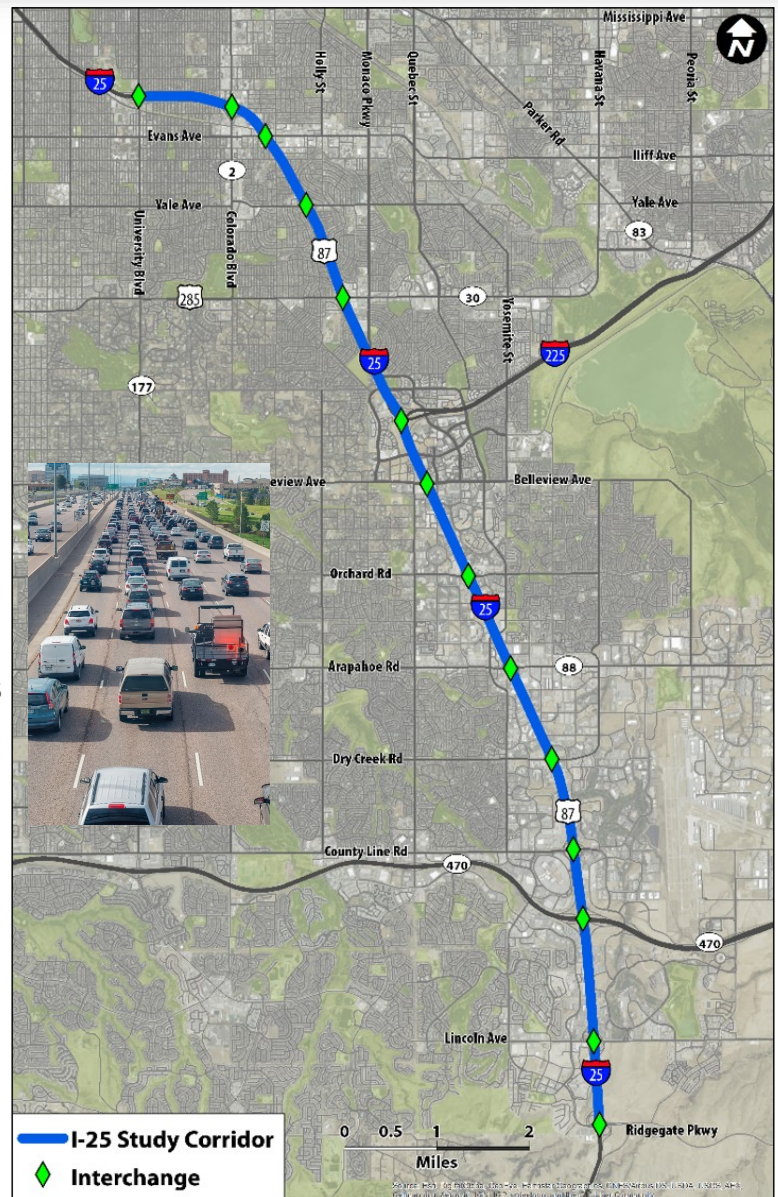 Mississippi Ave
N
Holly St
Monaco Pkwy
Quebec St
Havana St
Peoria St
25
Parker Rd
Evans Ave
Iliff Ave
2
Yale Ave
Yale Ave
83
University Blvd
Colorado Blvd
87
285
30
Yosemite St
225
25
177
eview Ave
Belleview Ave
Orchard Rd
25
Arapahoe Rd
88
Dry Creek Rd
87
County Line Rd
470
470
Lincoln Ave
25
Ridgegate Pkwy
I-25 Study Corridor
Interchange
0 0.5 1 2
Miles